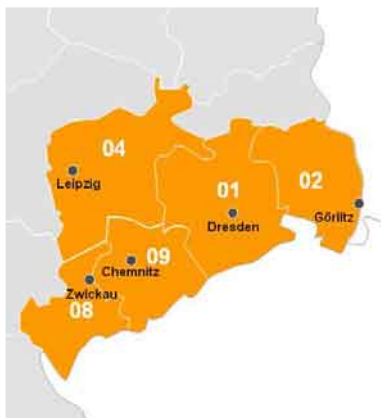 04
Leipzig
01
02
Dresden
Görlitz
09
Chemnitz
Zwickau
08